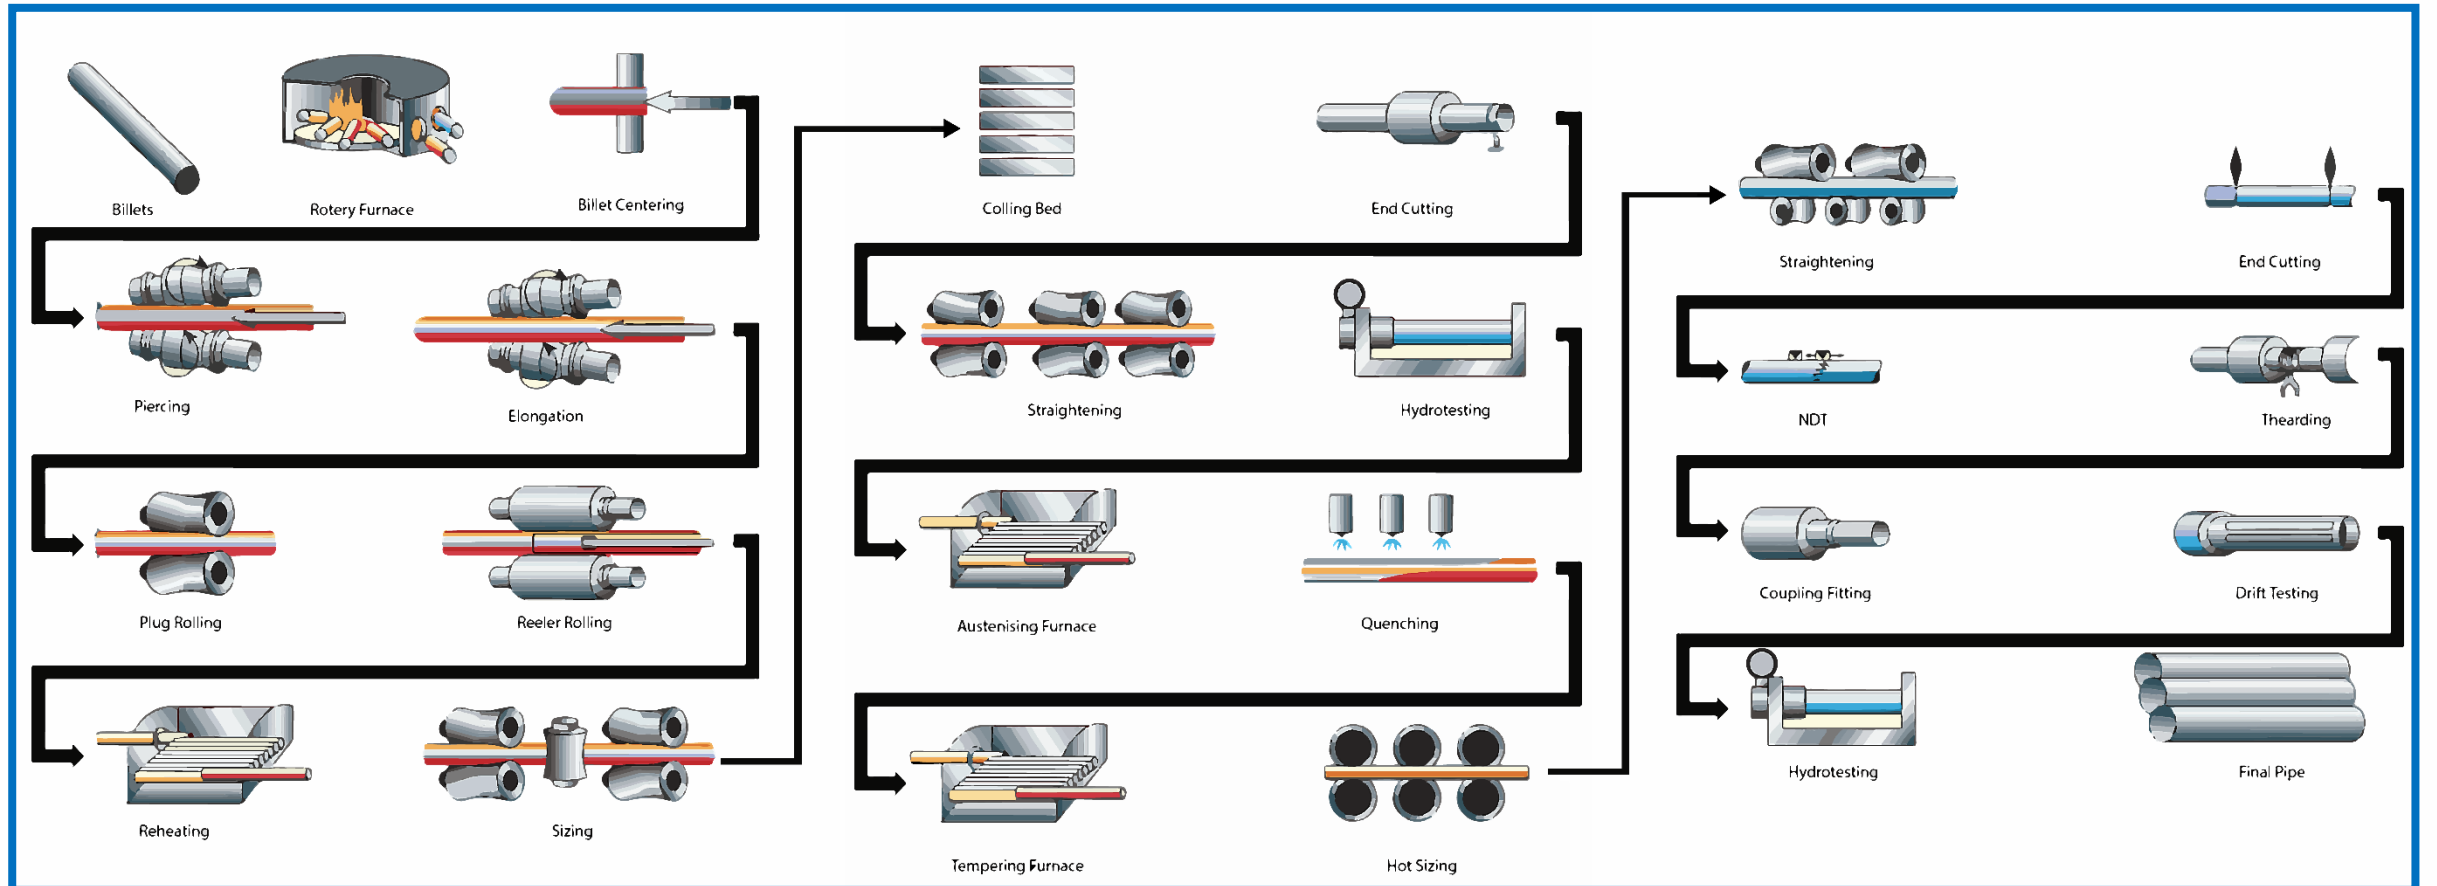 Billets
Rotery Furnace
Billet Centering
Piercing
Elongation
Plug Rolling
Reeler Rolling
Reheating
Sizing
Colling Bed
End Cutting
Straightening
Hydrotesting
Austenising Furnace
Quenching
Tempering Furnace
Hot Sizing
Straightening
End Cutting
NDT
Thearding
Coupling Fitting
Drift Testing
Hydrotesting
Final Pipe